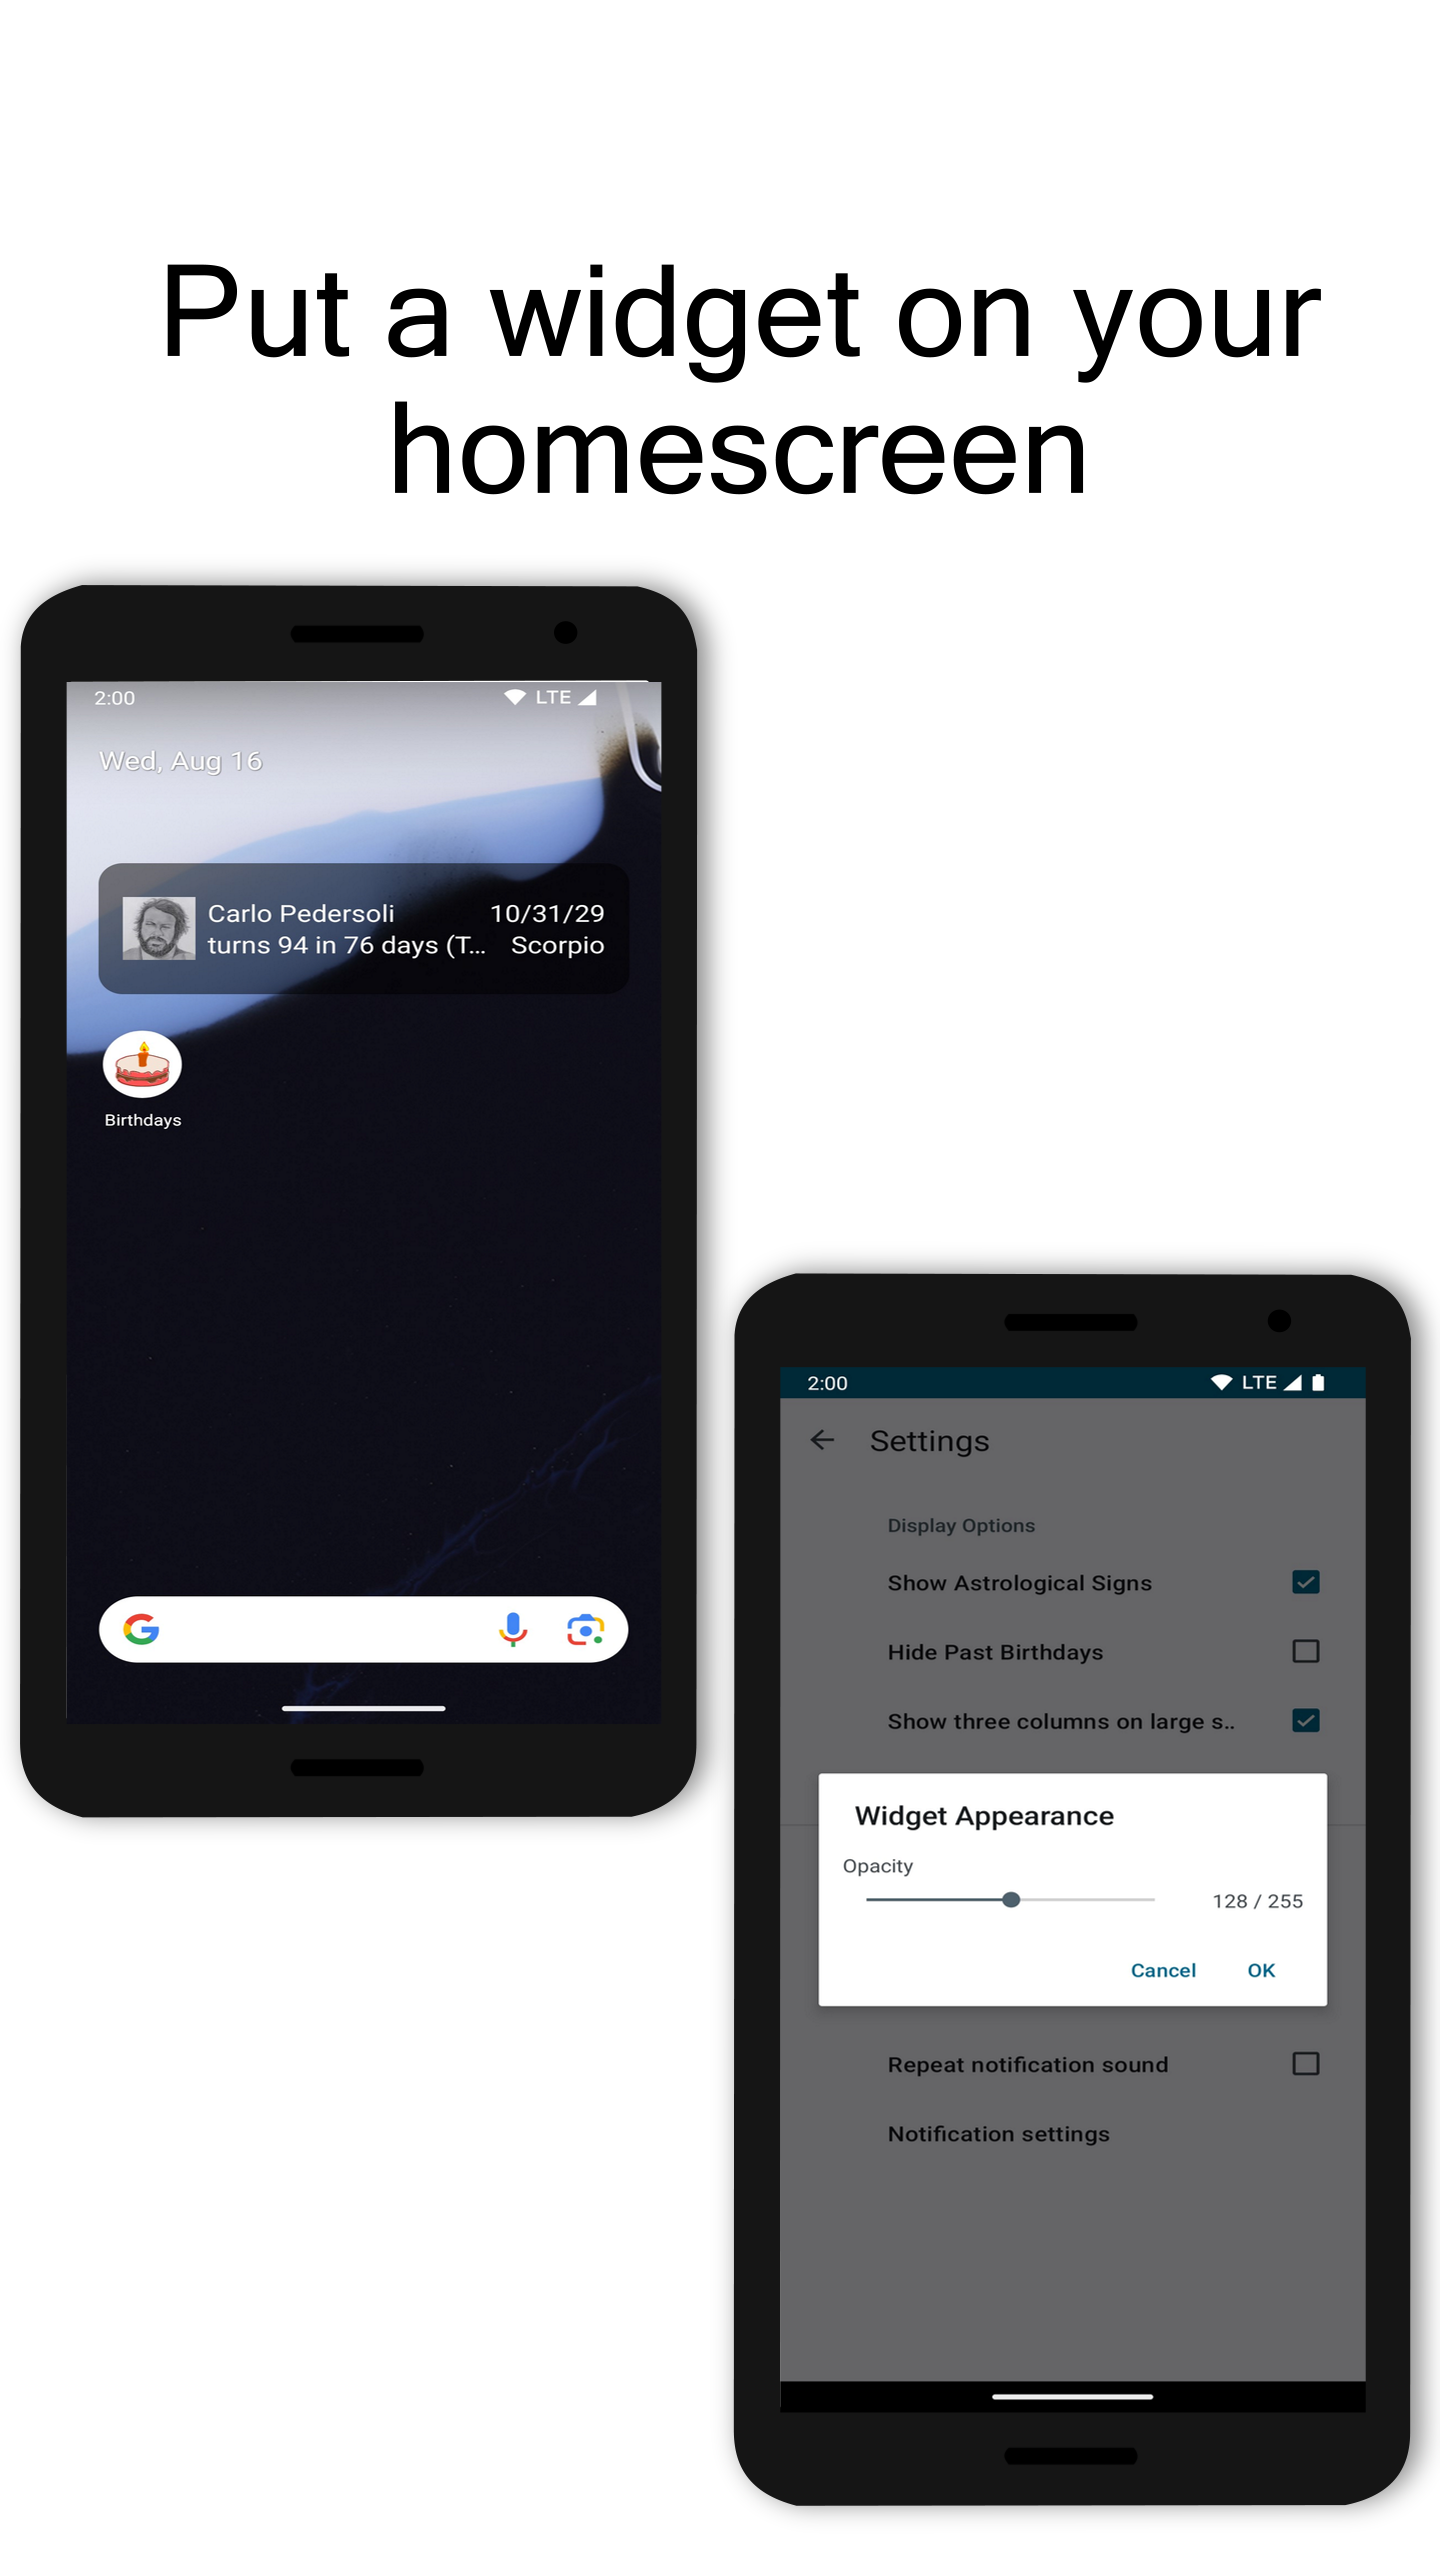 Put a widget on your
homescreen
2:00 LTE
Wed, Aug 16
Carlo Pedersoli 10/31/29
turns 94 in 76 days (T... Scorpio
Birthdays
2:00 LTE
Settings
Display Options
Show Astrological Signs
Hide Past Birthdays
Show three columns on large s..
Widget Appearance
Opacity
128 / 255
Cancel OK
Repeat notification sound
Notification settings